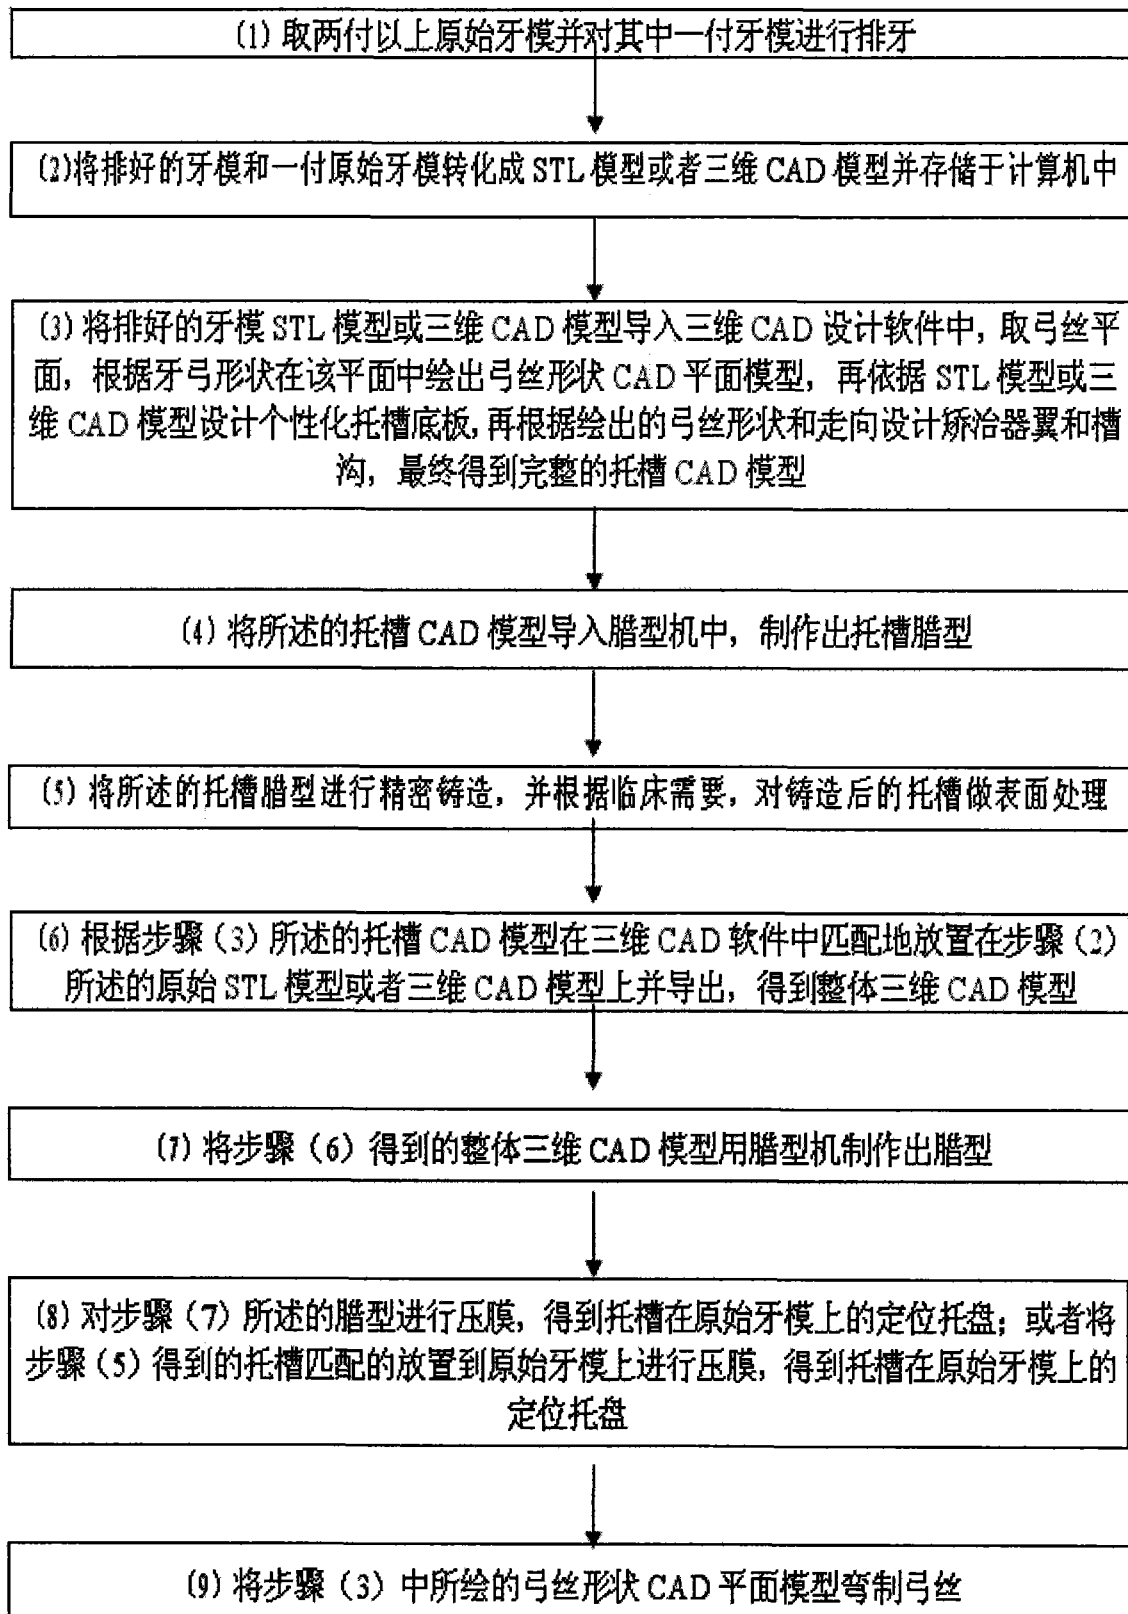 (1) 取两付以上原始牙模并对其中一付牙模进行排牙
(2)将排好的牙模和一付原始牙模转化成 STL 模型或者三维 CAD 模型并存储于计算机中
(3) 将排好的牙模 STL 模型或三维 CAD 模型导入三维 CAD 设计软件中，取弓丝平
面，根据牙弓形状在该平面中绘出弓丝形状 CAD 平面模型，再依据 STL 模型或三
维 CAD 模型设计个性化托槽底板,再根据绘出的弓丝形状和走向设计矫治器翼和槽
沟，最终得到完整的托槽 CAD 模型
(4) 将所述的托槽 CAD 模型导入腊型机中，制作出托槽腊型
(5) 将所述的托槽腊型进行精密铸造，并根据临床需要，对铸造后的托槽做表面处理
(6) 根据步骤（3）所述的托槽 CAD 模型在三维 CAD 软件中匹配地放置在步骤（2）
所述的原始 STL 模型或者三维 CAD 模型上并导出，得到整体三维 CAD 模型
(7) 将步骤（6）得到的整体三维 CAD 模型用腊型机制作出腊型
(8) 对步骤（7）所述的腊型进行压膜，得到托槽在原始牙模上的定位托盘；或者将
步骤（5）得到的托槽匹配的放置到原始牙模上进行压膜，得到托槽在原始牙模上的
定位托盘
(9) 将步骤（3）中所绘的弓丝形状 CAD 平面模型弯制弓丝